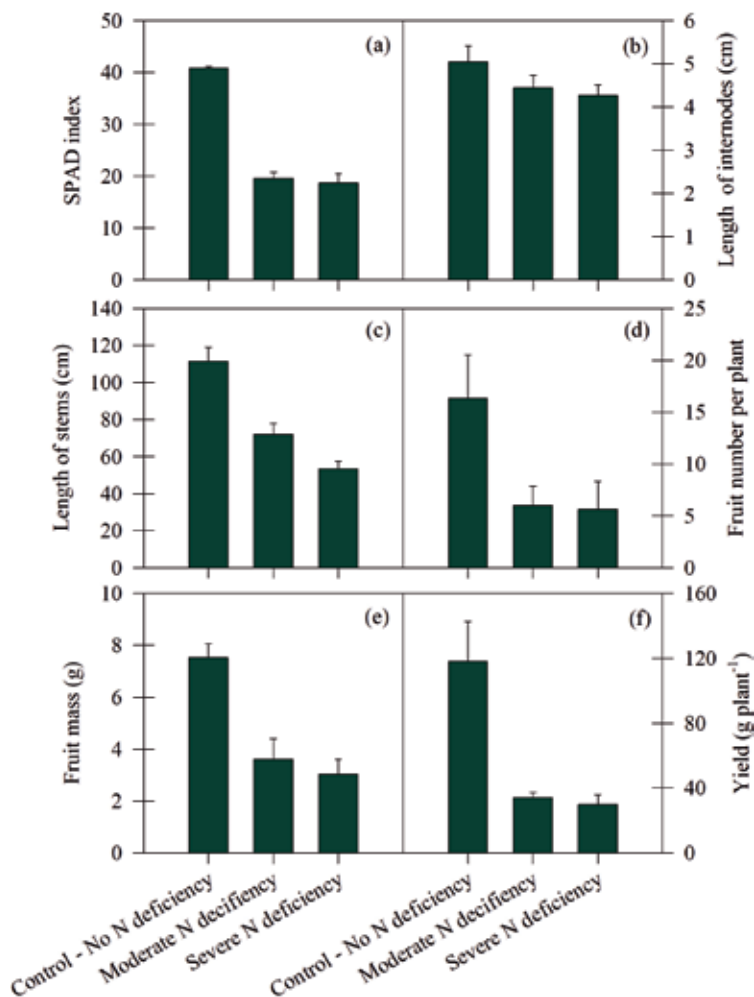 50
40
30
20
10
0
SPAD index
(a)
(b)
6
5
4
3
2
1
0
Length of internodes (cm)
140
120
100
80
60
40
20
0
Length of stems (cm)
(c)
(d)
25
20
15
10
5
0
Fruit number per plant
10
8
6
4
2
0
Fruit mass (g)
(e)
(f)
160
120
80
40
0
Yield (g plant⁻¹)
Control - No N deficiency
Moderate N decifiency
Severe N deficiency
Control - No N deficiency
Moderate N decifiency
Severe N deficiency